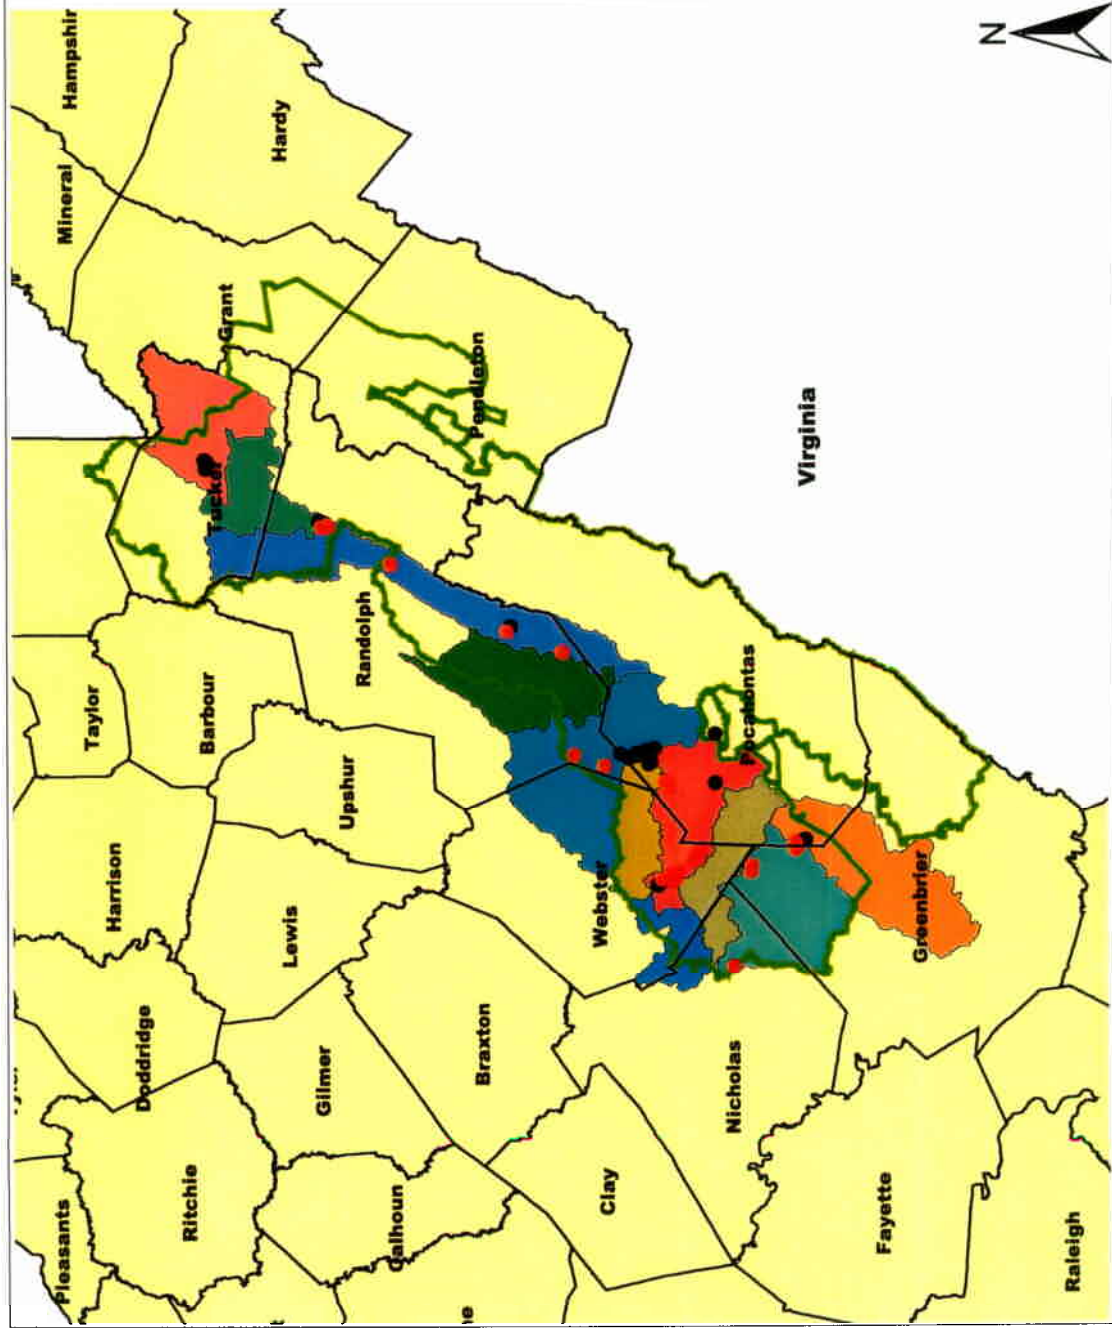 Pleasants
Mineral
Hampshir
Taylor
Harrison
Doddridge
Ritchie
Barbour
Tucker
Grant
Hardy
Lewis
Gilmer
Upshur
Randolph
Calhoun
Pendleton
Braxton
Webster
Clay
Nicholas
Pocahontas
Virginia
Fayette
Greenbrier
N
Raleigh